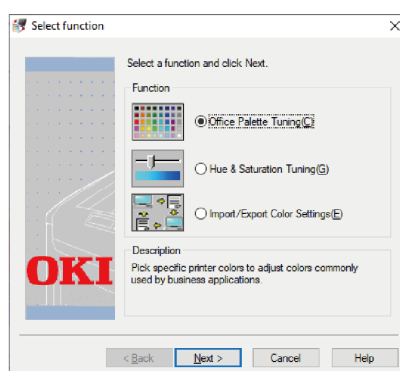 Select function
Select a function and click Next.
Function
Office Palette Tuning(C)
Hue & Saturation Tuning(G)
Import/Export Color Settings(E)
Description
Pick specific printer colors to adjust colors commonly
used by business applications.
OKI
< Back Next > Cancel Help